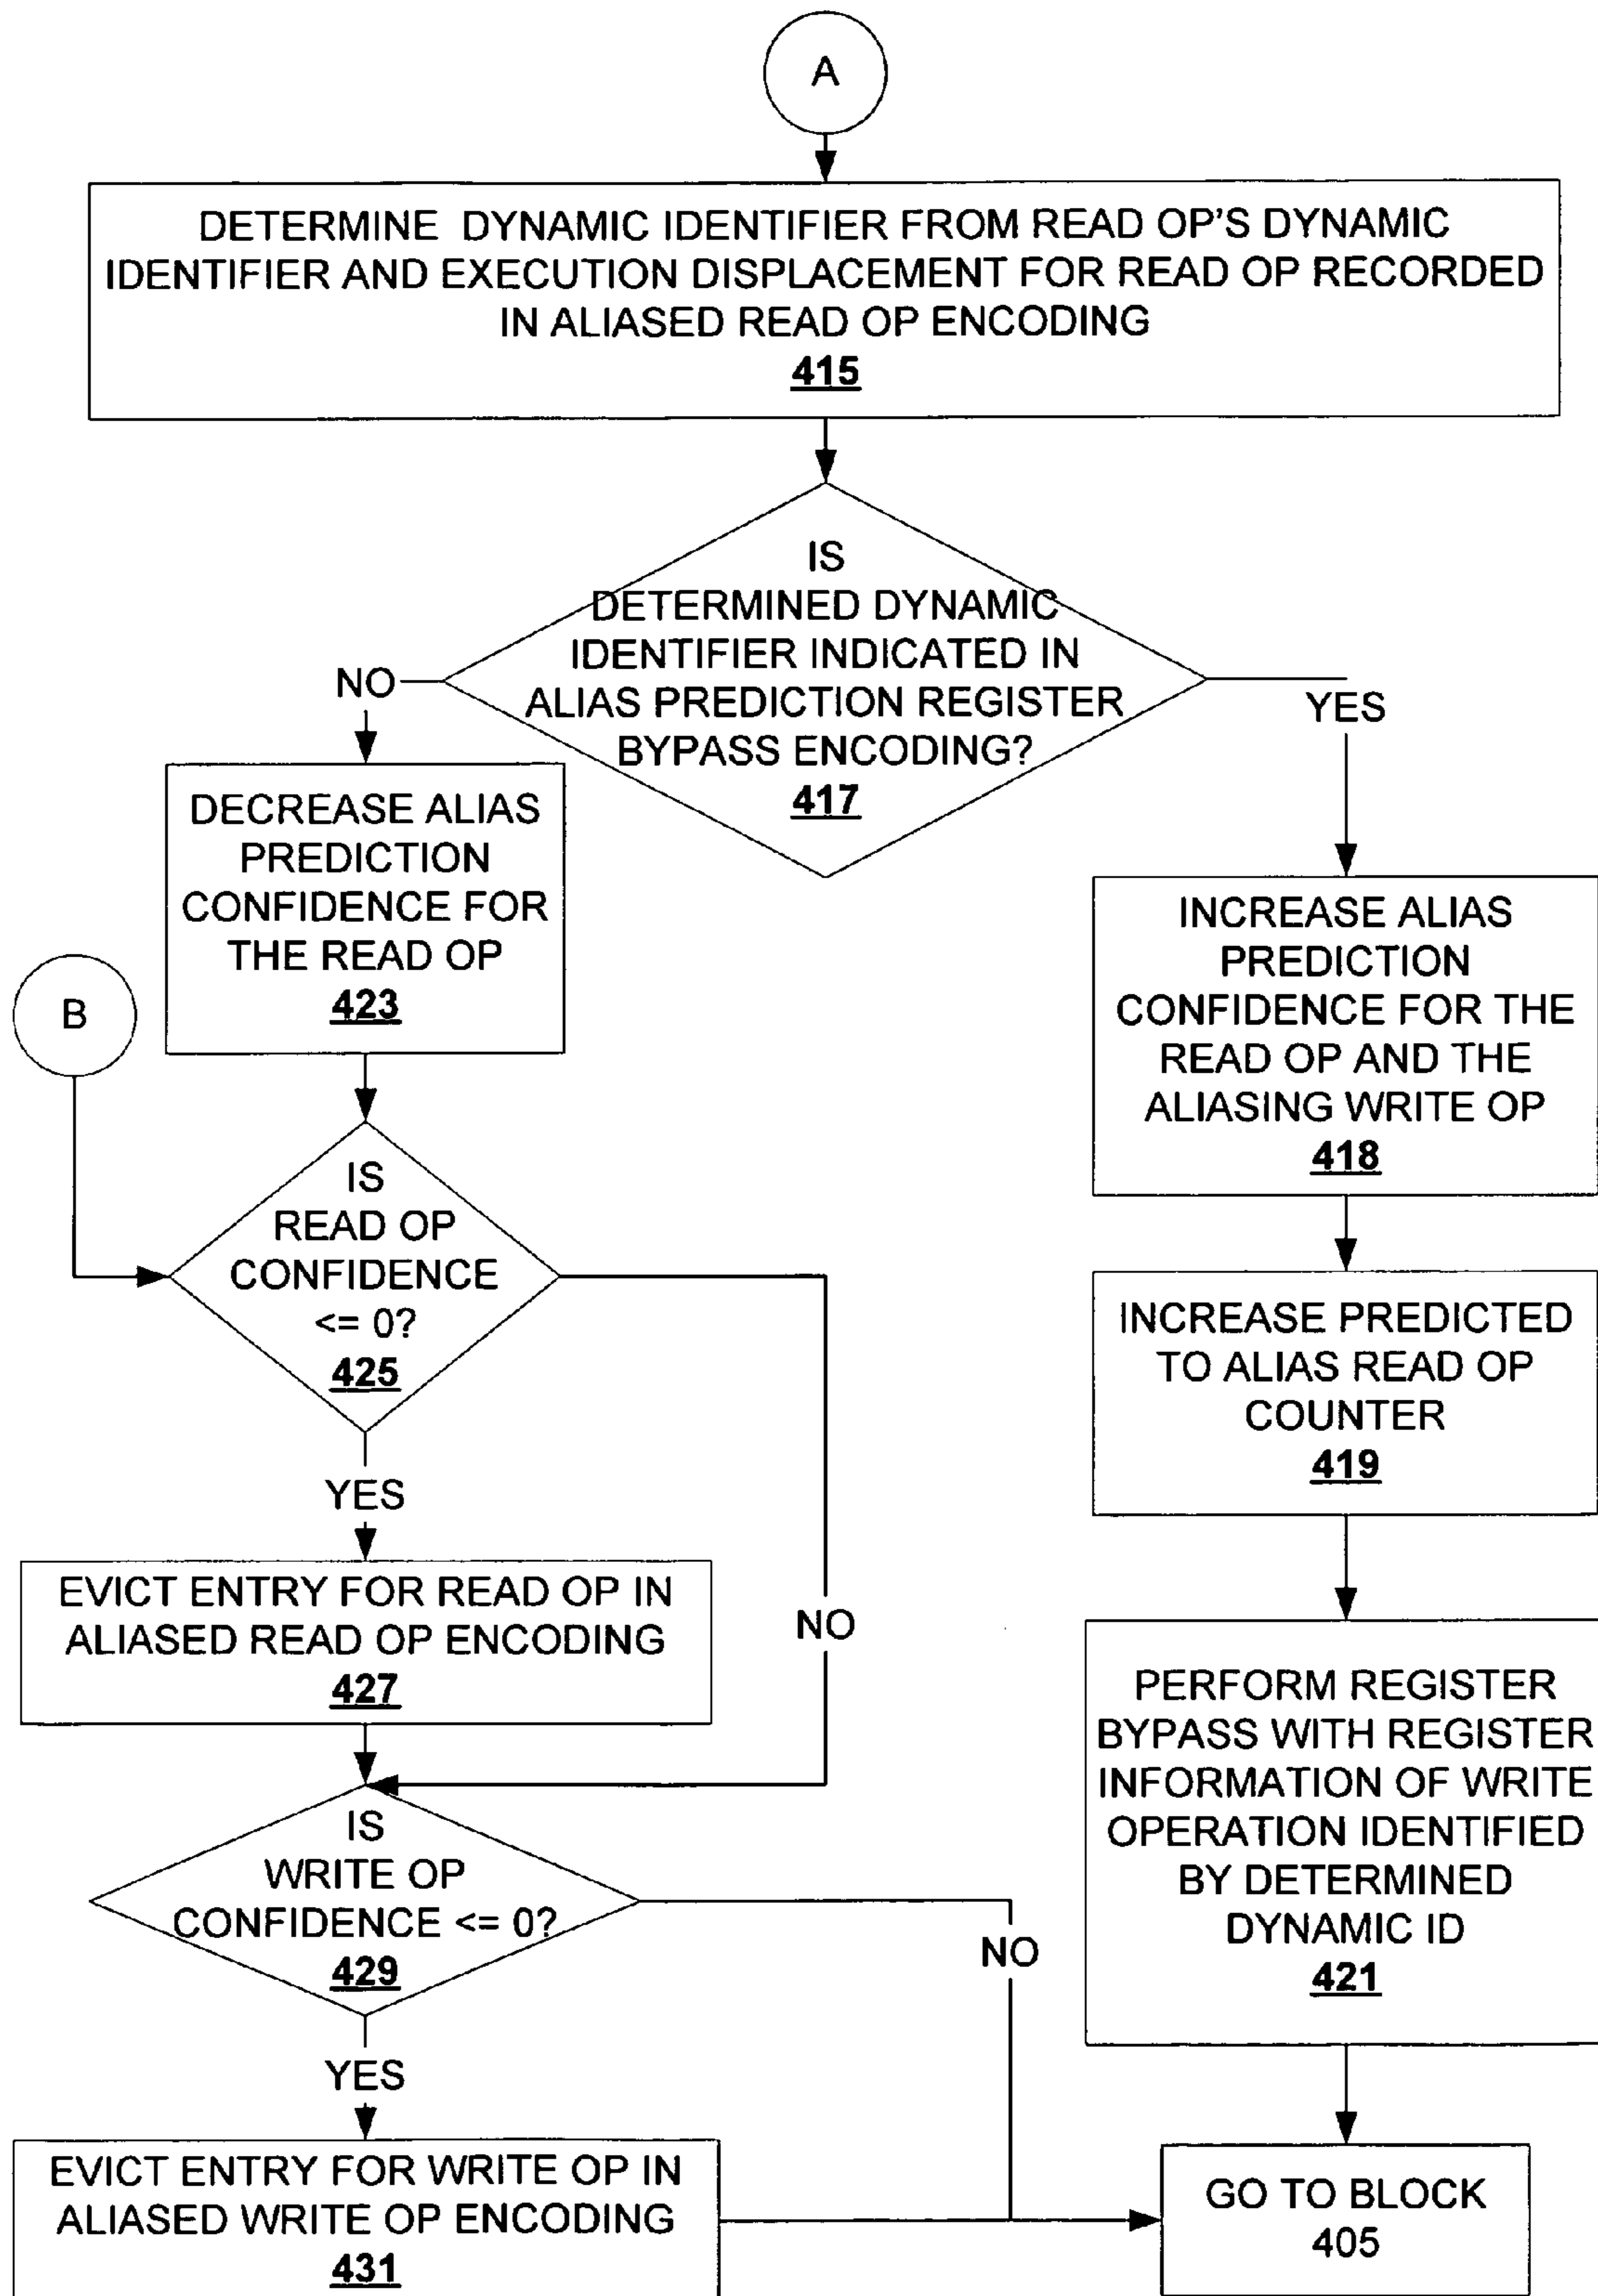 A
DETERMINE DYNAMIC IDENTIFIER FROM READ OP'S DYNAMIC
IDENTIFIER AND EXECUTION DISPLACEMENT FOR READ OP RECORDED
IN ALIASED READ OP ENCODING
415
IS
DETERMINED DYNAMIC
IDENTIFIER INDICATED IN
ALIAS PREDICTION REGISTER
BYPASS ENCODING?
417
NO
YES
DECREASE ALIAS
PREDICTION
CONFIDENCE FOR
THE READ OP
423
B
IS
READ OP
CONFIDENCE
<= 0?
425
YES
NO
EVICT ENTRY FOR READ OP IN
ALIASED READ OP ENCODING
427
IS
WRITE OP
CONFIDENCE <= 0?
429
NO
YES
EVICT ENTRY FOR WRITE OP IN
ALIASED WRITE OP ENCODING
431
INCREASE ALIAS
PREDICTION
CONFIDENCE FOR THE
READ OP AND THE
ALIASING WRITE OP
418
INCREASE PREDICTED
TO ALIAS READ OP
COUNTER
419
PERFORM REGISTER
BYPASS WITH REGISTER
INFORMATION OF WRITE
OPERATION IDENTIFIED
BY DETERMINED
DYNAMIC ID
421
GO TO BLOCK
405